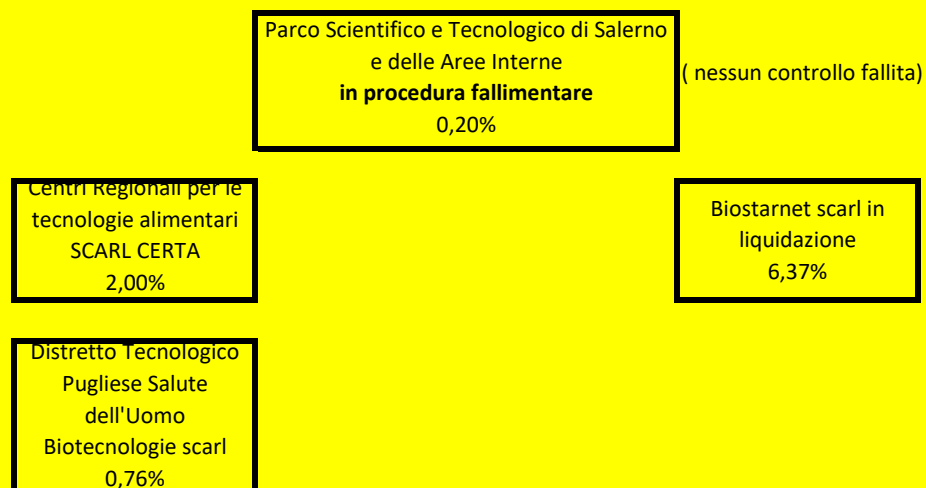 Parco Scientifico e Tecnologico di Salerno
e delle Aree Interne
in procedura fallimentare
0,20%
( nessun controllo fallita)
Centri Regionali per le
tecnologie alimentari
SCARL CERTA
2,00%
Biostarnet scarl in
liquidazione
6,37%
Distretto Tecnologico
Pugliese Salute
dell'Uomo
Biotecnologie scarl
0,76%